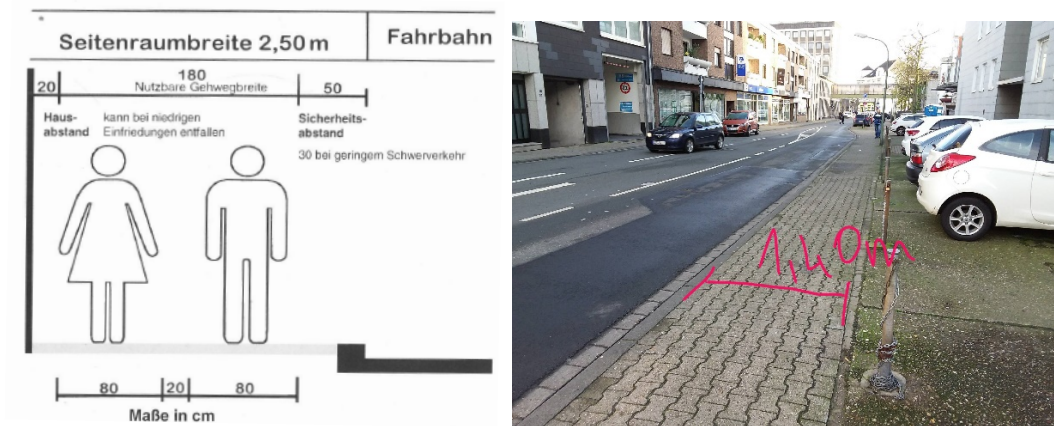 Seitenraumbreite 2,50 m
Fahrbahn
20
180
Nutzbare Gehwegbreite
50
Haus-
abstand
kann bei niedrigen
Einfriedungen entfallen
Sicherheits-
abstand
30 bei geringem Schwerverkehr
80
20
80
Maße in cm
1,40m